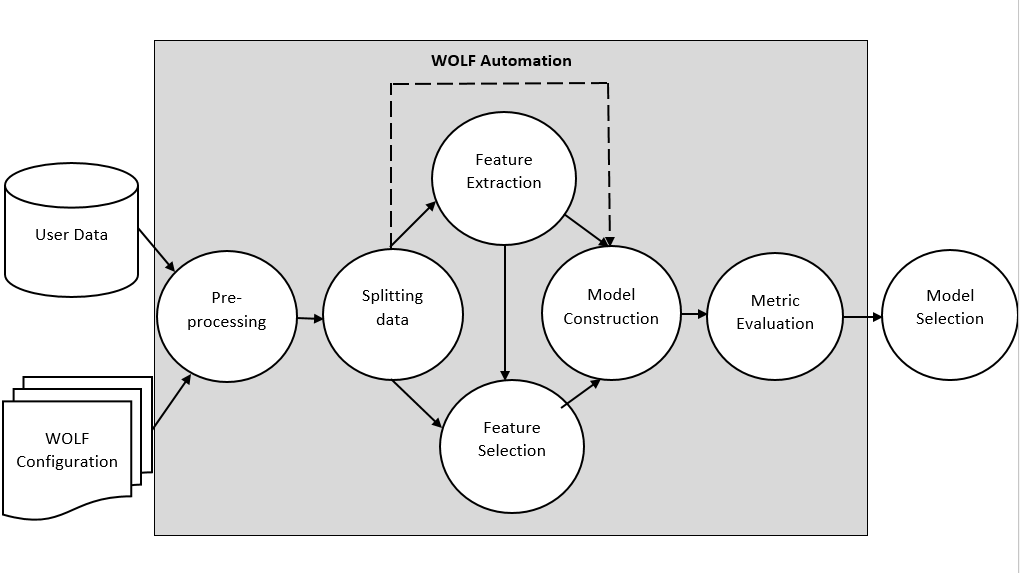 WOLF Automation
User Data
WOLF
Configuration
Pre-
processing
Splitting
data
Feature
Extraction
Feature
Selection
Model
Construction
Metric
Evaluation
Model
Selection